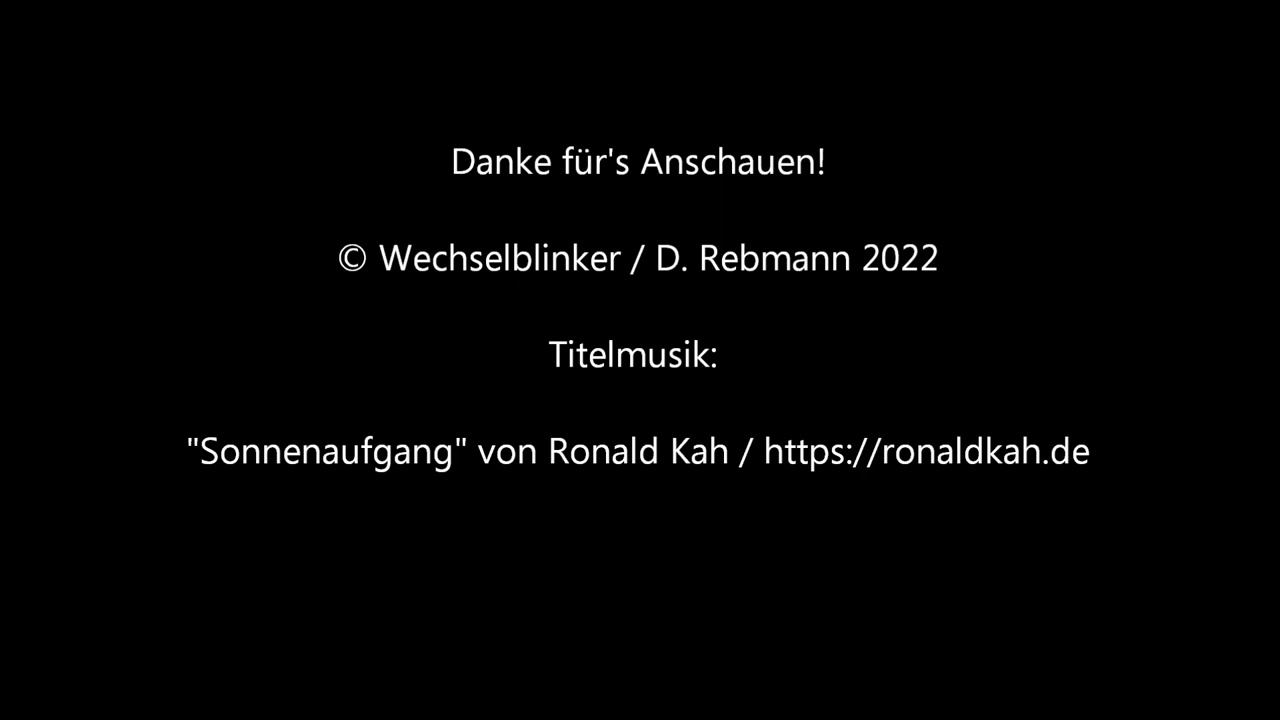 Danke für's Anschauen!
© Wechselblinker / D. Rebmann 2022
Titelmusik:
"Sonnenaufgang" von Ronald Kah / https://ronaldkah.de